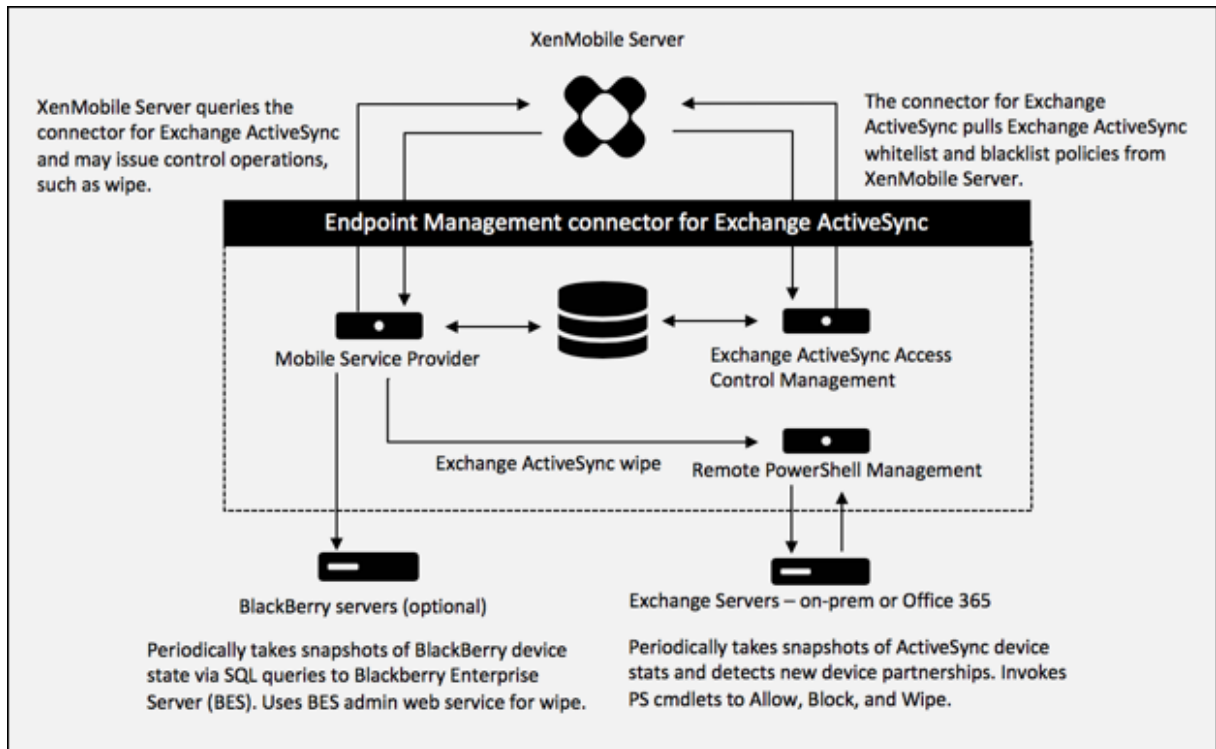 XenMobile Server
XenMobile Server queries the
connector for Exchange ActiveSync
and may issue control operations,
such as wipe.
The connector for Exchange
ActiveSync pulls Exchange ActiveSync
whitelist and blacklist policies from
XenMobile Server.
Endpoint Management connector for Exchange ActiveSync
Mobile Service Provider
Exchange ActiveSync Access
Control Management
Exchange ActiveSync wipe
Remote PowerShell Management
BlackBerry servers (optional)
Periodically takes snapshots of BlackBerry device
state via SQL queries to Blackberry Enterprise
Server (BES). Uses BES admin web service for wipe.
Exchange Servers – on-prem or Office 365
Periodically takes snapshots of ActiveSync device
stats and detects new device partnerships. Invokes
PS cmdlets to Allow, Block, and Wipe.